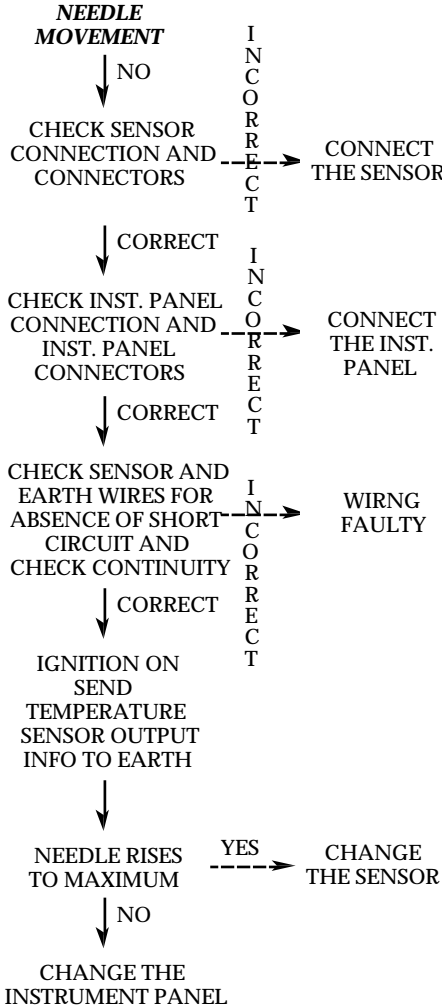 NEEDLE
MOVEMENT
NO
INCORRECT
CHECK SENSOR
CONNECTION AND
CONNECTORS
CONNECT
THE SENSOR
CORRECT
INCORRECT
CHECK INST. PANEL
CONNECTION AND
INST. PANEL
CONNECTORS
CONNECT
THE INST.
PANEL
CORRECT
INCORRECT
CHECK SENSOR AND
EARTH WIRES FOR
ABSENCE OF SHORT
CIRCUIT AND
CHECK CONTINUITY
WIRNG
FAULTY
CORRECT
IGNITION ON
SEND
TEMPERATURE
SENSOR OUTPUT
INFO TO EARTH
NEEDLE RISES
TO MAXIMUM
YES
CHANGE
THE SENSOR
NO
CHANGE THE
INSTRUMENT PANEL